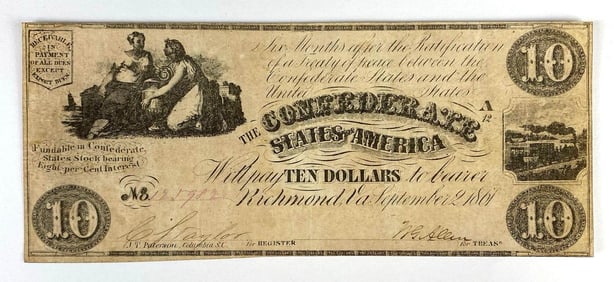 RECEIVABLE
IN
PAYMENT
OF ALL DUES
EXCEPT
EXPORT DUES
Six Months after the Ratification
of a Treaty of peace between the
Confederate States and the
United States
10
A
12
THE CONFEDERATE
STATES OF AMERICA
Fundable in Confederate
States Stock bearing
Eight-per-Cent Interest
Will pay TEN DOLLARS to bearer
No.
Richmond, Va September 2 1861
10
10
for REGISTER
for TREASR
J. T. Paterson, Columbia S.C.